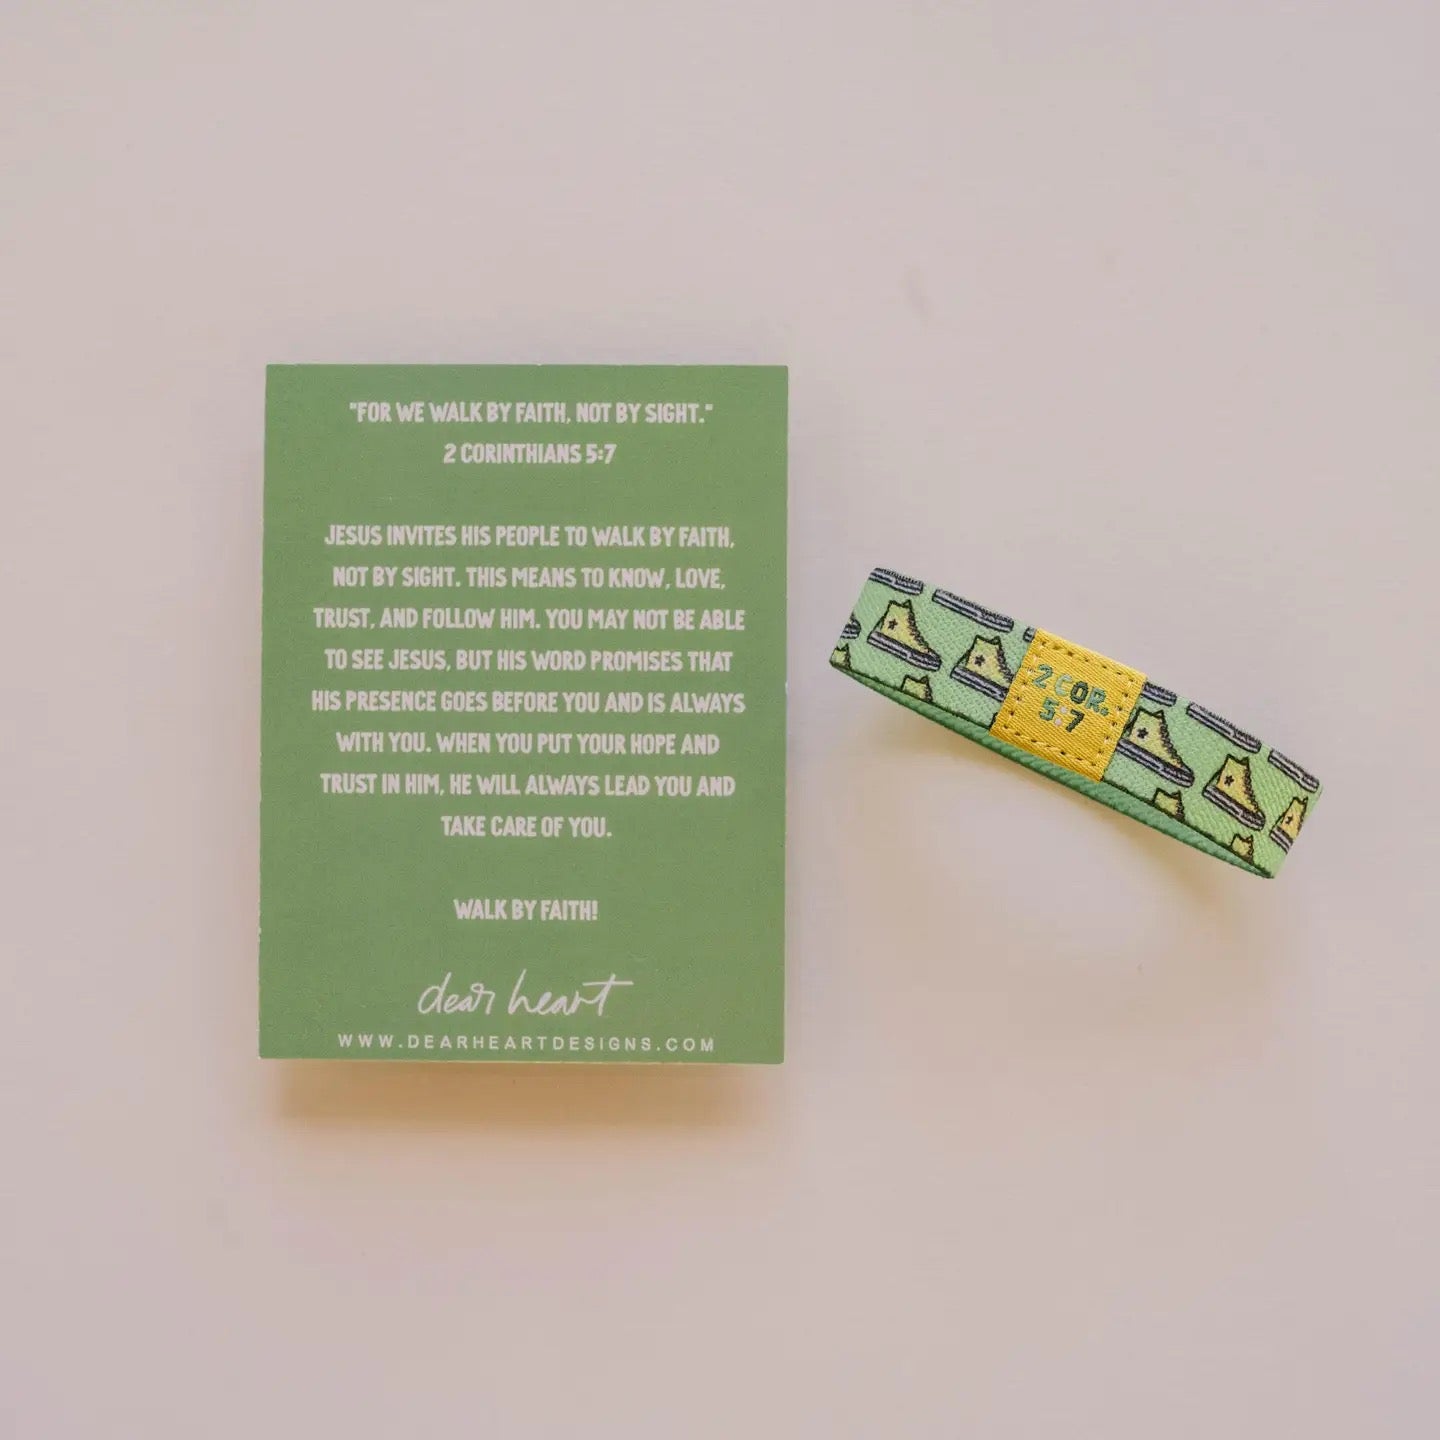 "FOR WE WALK BY FAITH, NOT BY SIGHT."
2 CORINTHIANS 5:7
JESUS INVITES HIS PEOPLE TO WALK BY FAITH,
NOT BY SIGHT. THIS MEANS TO KNOW, LOVE,
TRUST, AND FOLLOW HIM. YOU MAY NOT BE ABLE
TO SEE JESUS, BUT HIS WORD PROMISES THAT
HIS PRESENCE GOES BEFORE YOU AND IS ALWAYS
WITH YOU. WHEN YOU PUT YOUR HOPE AND
TRUST IN HIM, HE WILL ALWAYS LEAD YOU AND
TAKE CARE OF YOU.
WALK BY FAITH!
dear heart
WWW.DEARHEARTDESIGNS.COM
2 COR.
5:7